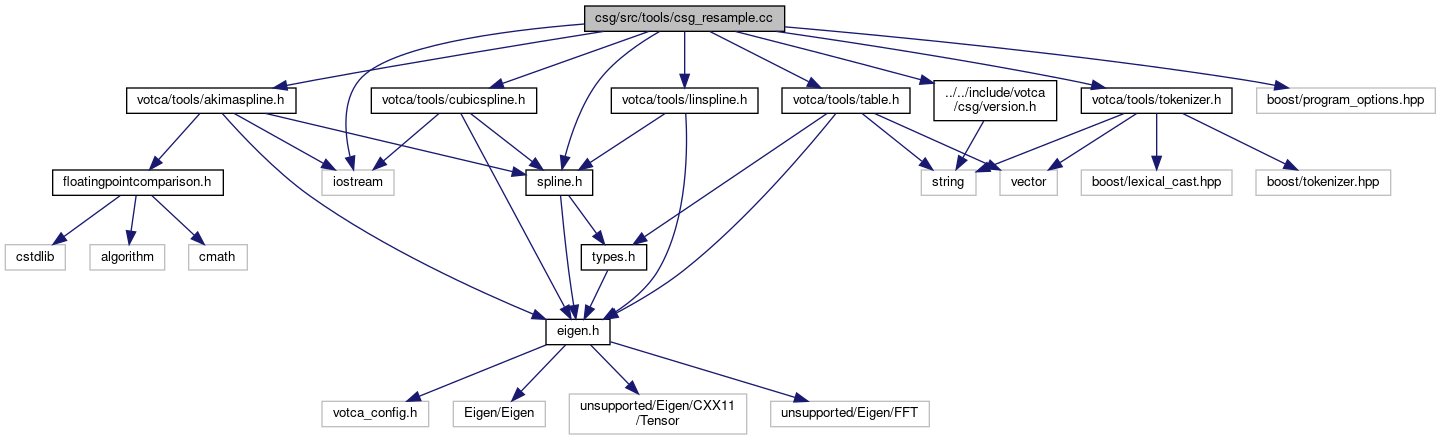 csg/src/tools/csg_resample.cc
votca/tools/akimaspline.h
votca/tools/cubicspline.h
votca/tools/linspline.h
votca/tools/table.h
../../include/votca
/csg/version.h
votca/tools/tokenizer.h
boost/program_options.hpp
floatingpointcomparison.h
iostream
spline.h
string
vector
boost/lexical_cast.hpp
boost/tokenizer.hpp
cstdlib
algorithm
cmath
types.h
eigen.h
votca_config.h
Eigen/Eigen
unsupported/Eigen/CXX11
/Tensor
unsupported/Eigen/FFT